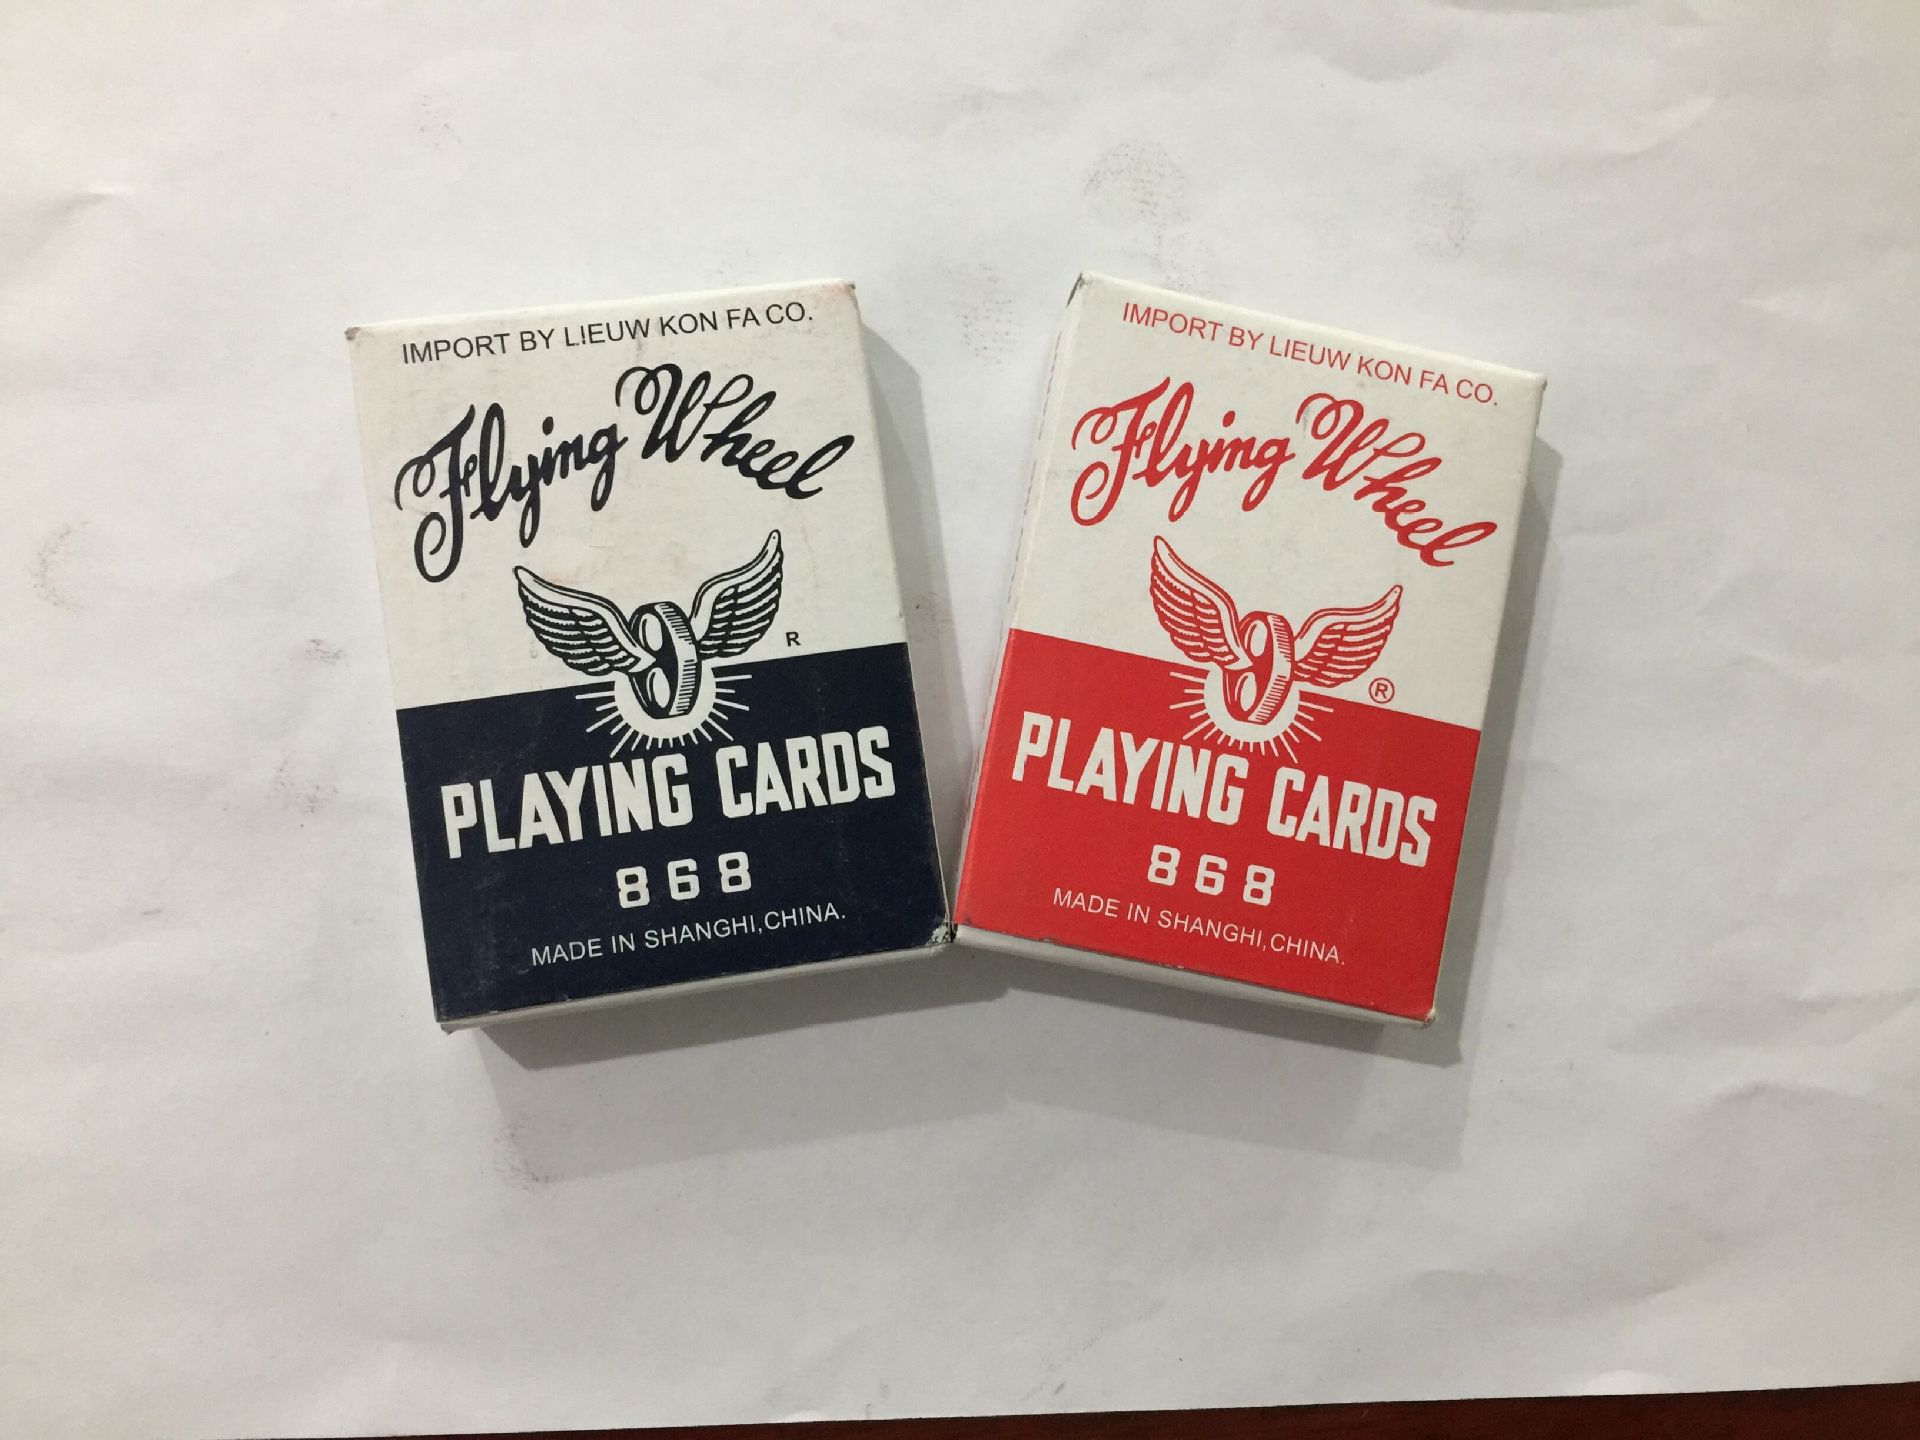 IMPORT BY LIEUW KON FA CO.
Flying Wheel
R
PLAYING CARDS
868
MADE IN SHANGHI,CHINA.
IMPORT BY LIEUW KON FA CO.
Flying Wheel
®
PLAYING CARDS
868
MADE IN SHANGHI,CHINA.